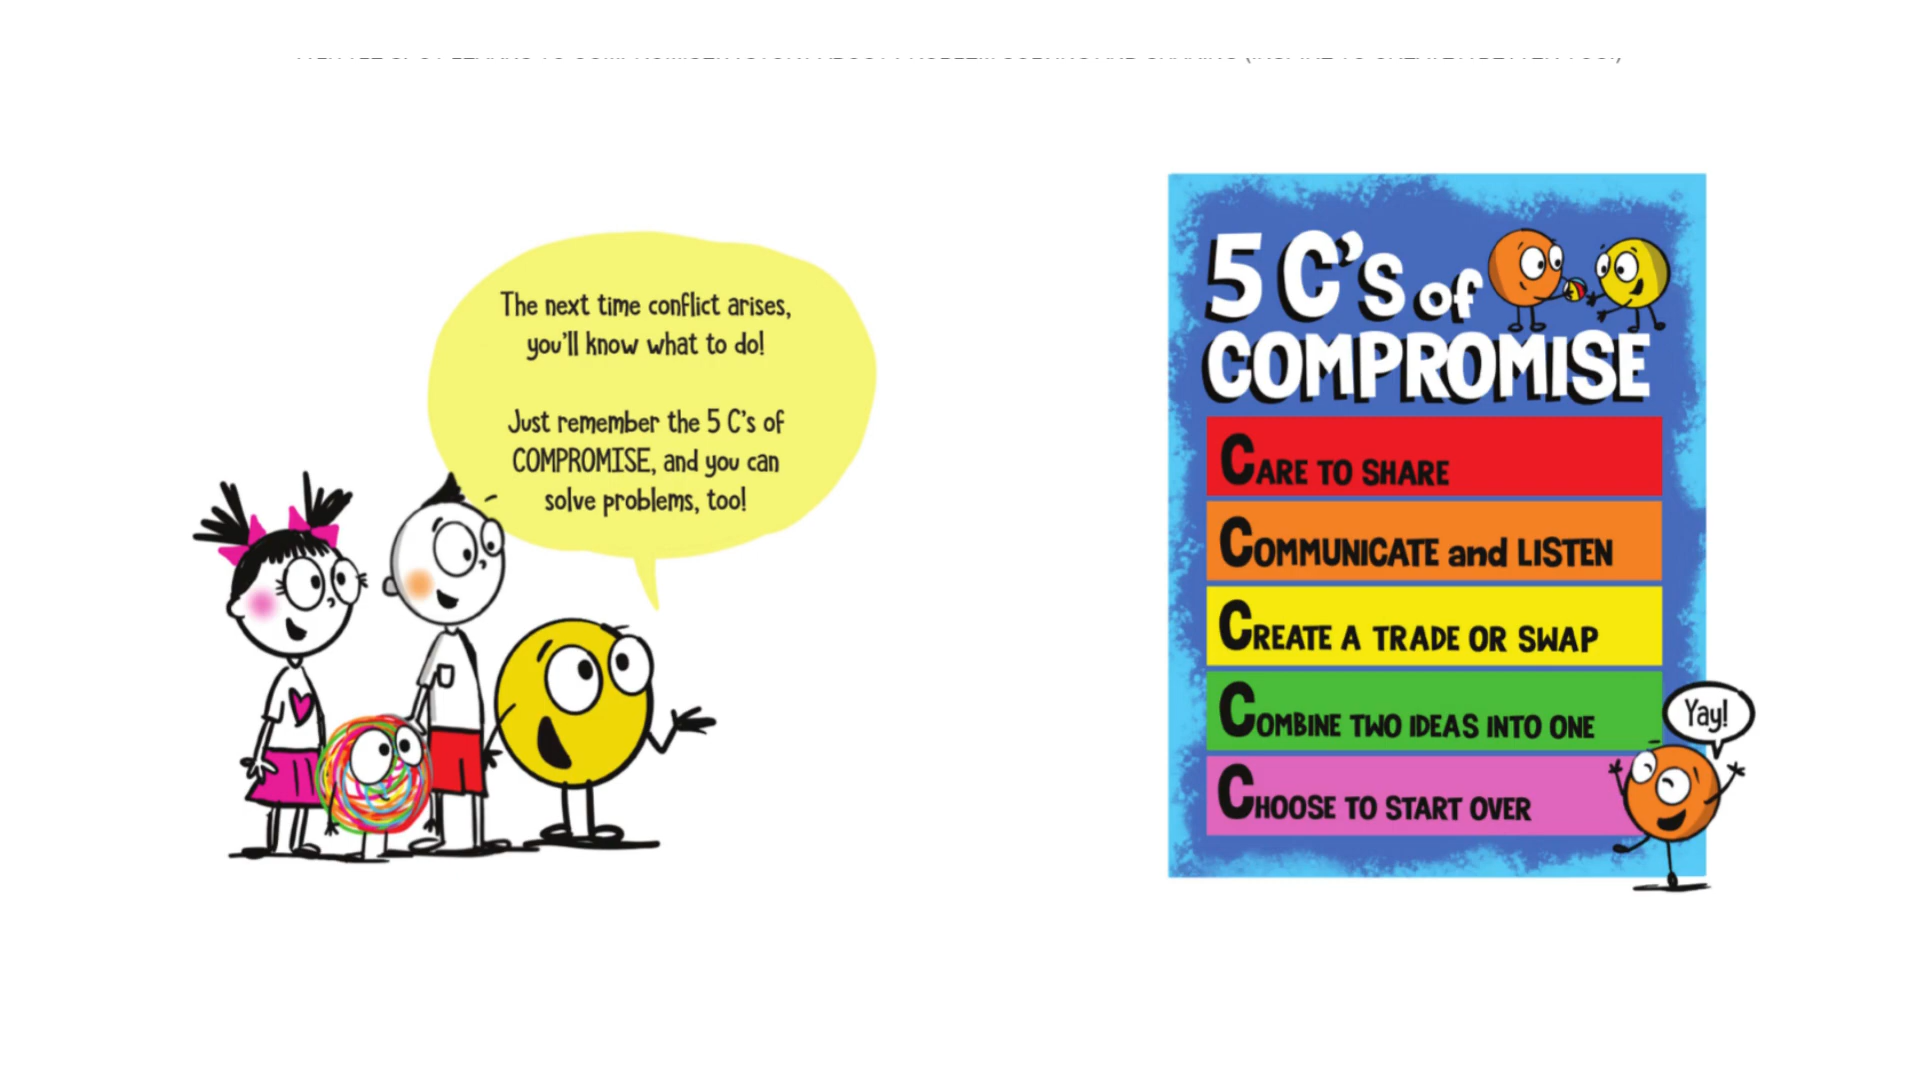 The next time conflict arises,
you'll know what to do!
Just remember the 5 C's of
COMPROMISE, and you can
solve problems, too!
5 C's of
COMPROMISE
CARE TO SHARE
COMMUNICATE and LISTEN
CREATE A TRADE OR SWAP
COMBINE TWO IDEAS INTO ONE
CHOOSE TO START OVER
Yay!